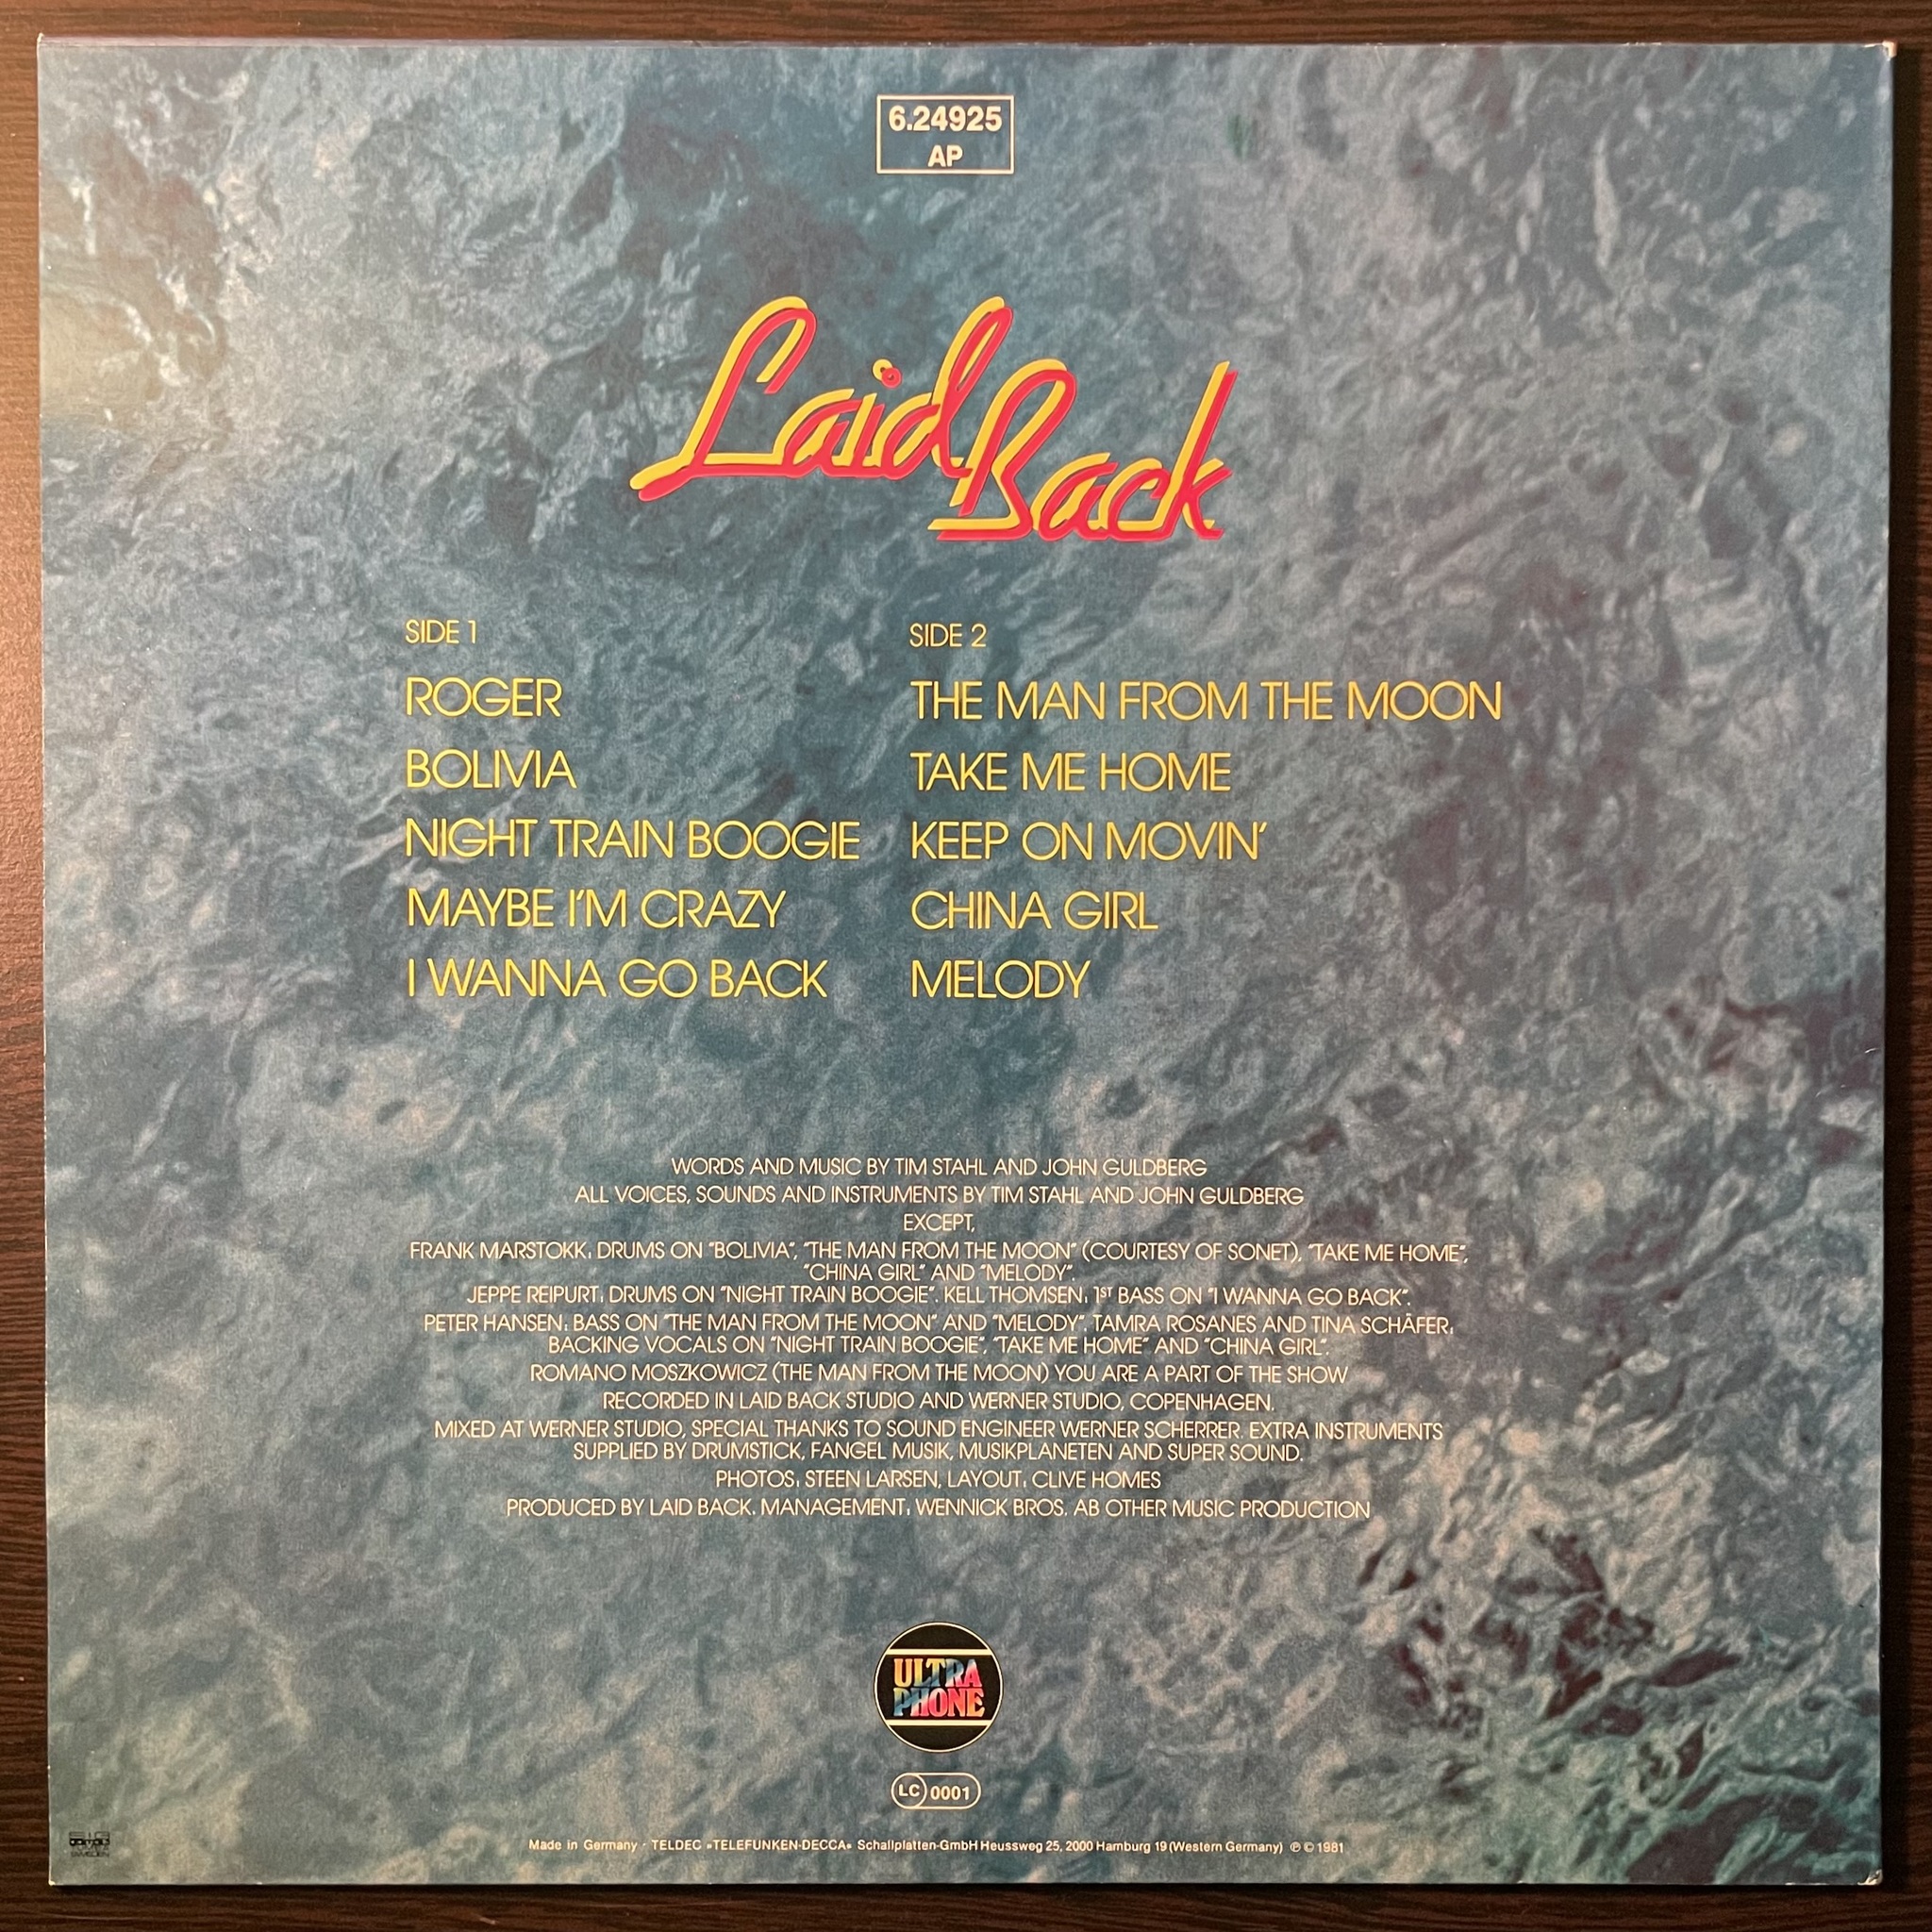 6.24925
AP
Laid Back
SIDE 1
ROGER
BOLIVIA
NIGHT TRAIN BOOGIE
MAYBE I'M CRAZY
I WANNA GO BACK
SIDE 2
THE MAN FROM THE MOON
TAKE ME HOME
KEEP ON MOVIN'
CHINA GIRL
MELODY
WORDS AND MUSIC BY TIM STAHL AND JOHN GULDBERG
ALL VOICES, SOUNDS AND INSTRUMENTS BY TIM STAHL AND JOHN GULDBERG
EXCEPT,
FRANK MARSTOKK: DRUMS ON "BOLIVIA", "THE MAN FROM THE MOON" (COURTESY OF SONET), "TAKE ME HOME",
"CHINA GIRL" AND "MELODY".
JEPPE REIPURT: DRUMS ON "NIGHT TRAIN BOOGIE". KELL THOMSEN: 1ST BASS ON "I WANNA GO BACK".
PETER HANSEN: BASS ON "THE MAN FROM THE MOON" AND "MELODY". TAMRA ROSANES AND TINA SCHÄFER:
BACKING VOCALS ON "NIGHT TRAIN BOOGIE", "TAKE ME HOME" AND "CHINA GIRL".
ROMANO MOSZKOWICZ (THE MAN FROM THE MOON) YOU ARE A PART OF THE SHOW
RECORDED IN LAID BACK STUDIO AND WERNER STUDIO, COPENHAGEN.
MIXED AT WERNER STUDIO, SPECIAL THANKS TO SOUND ENGINEER WERNER SCHERRER. EXTRA INSTRUMENTS
SUPPLIED BY DRUMSTICK, FANGEL MUSIK, MUSIKPLANETEN AND SUPER SOUND.
PHOTOS: STEEN LARSEN, LAYOUT: CLIVE HOMES
PRODUCED BY LAID BACK. MANAGEMENT: WENNICK BROS. AB OTHER MUSIC PRODUCTION
ULTRA
PHONE
LC 0001
Made in Germany · TELDEC »TELEFUNKEN-DECCA« Schallplatten-GmbH Heussweg 25, 2000 Hamburg 19 (Western Germany) ℗ © 1981
SWEDEN